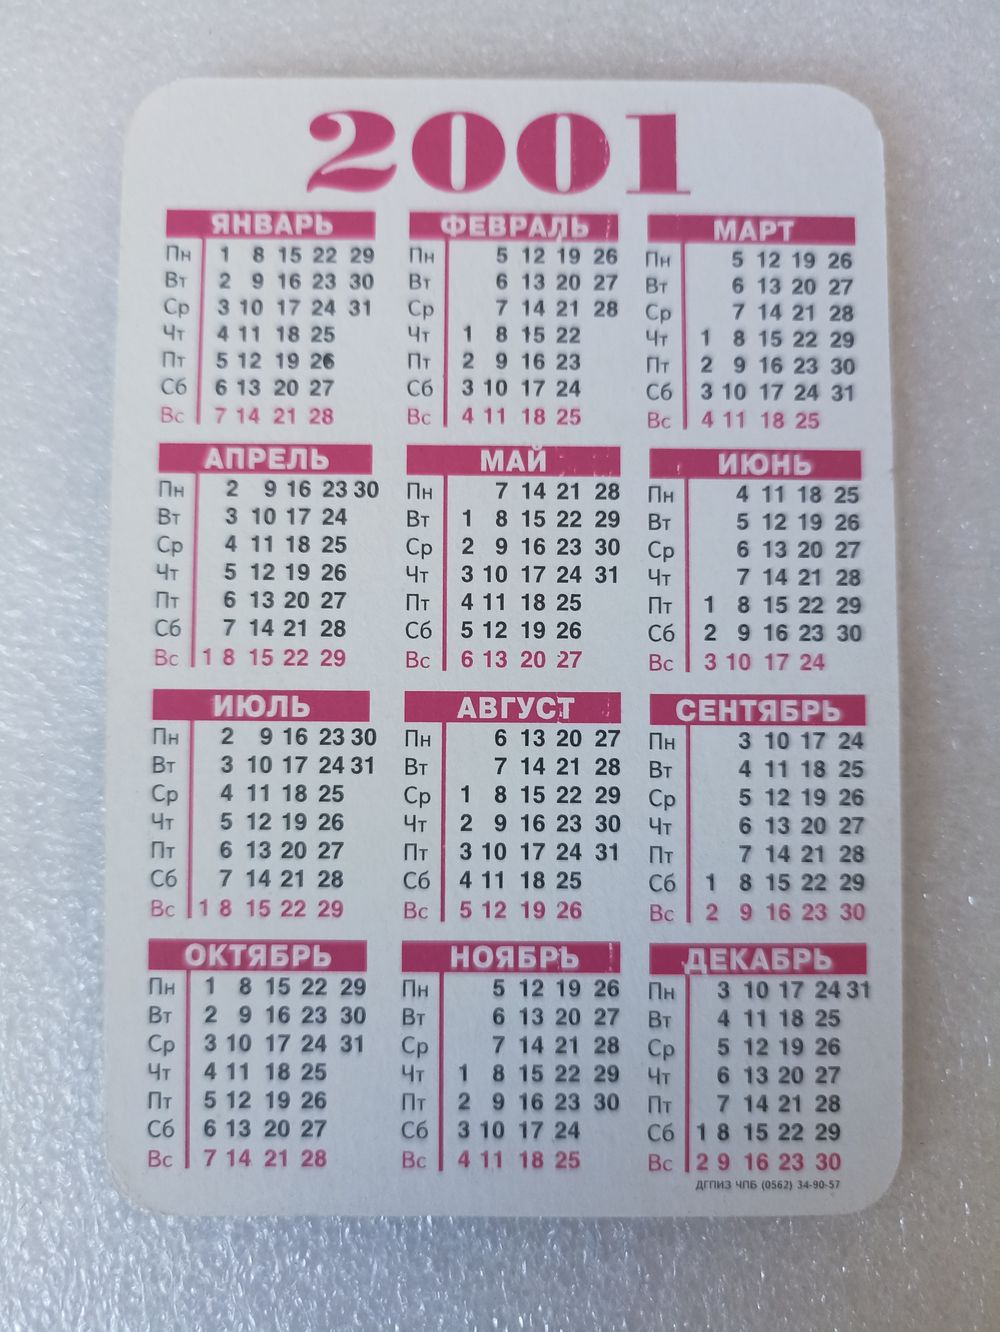 2001
ЯНВАРЬ
Пн 1 8 15 22 29
Вт 2 9 16 23 30
Ср 3 10 17 24 31
Чт 4 11 18 25
Пт 5 12 19 26
Сб 6 13 20 27
Вс 7 14 21 28
ФЕВРАЛЬ
Пн 5 12 19 26
Вт 6 13 20 27
Ср 7 14 21 28
Чт 1 8 15 22
Пт 2 9 16 23
Сб 3 10 17 24
Вс 4 11 18 25
МАРТ
Пн 5 12 19 26
Вт 6 13 20 27
Ср 7 14 21 28
Чт 1 8 15 22 29
Пт 2 9 16 23 30
Сб 3 10 17 24 31
Вс 4 11 18 25
АПРЕЛЬ
Пн 2 9 16 23 30
Вт 3 10 17 24
Ср 4 11 18 25
Чт 5 12 19 26
Пт 6 13 20 27
Сб 7 14 21 28
Вс 1 8 15 22 29
МАЙ
Пн 7 14 21 28
Вт 1 8 15 22 29
Ср 2 9 16 23 30
Чт 3 10 17 24 31
Пт 4 11 18 25
Сб 5 12 19 26
Вс 6 13 20 27
ИЮНЬ
Пн 4 11 18 25
Вт 5 12 19 26
Ср 6 13 20 27
Чт 7 14 21 28
Пт 1 8 15 22 29
Сб 2 9 16 23 30
Вс 3 10 17 24
ИЮЛЬ
Пн 2 9 16 23 30
Вт 3 10 17 24 31
Ср 4 11 18 25
Чт 5 12 19 26
Пт 6 13 20 27
Сб 7 14 21 28
Вс 1 8 15 22 29
АВГУСТ
Пн 6 13 20 27
Вт 7 14 21 28
Ср 1 8 15 22 29
Чт 2 9 16 23 30
Пт 3 10 17 24 31
Сб 4 11 18 25
Вс 5 12 19 26
СЕНТЯБРЬ
Пн 3 10 17 24
Вт 4 11 18 25
Ср 5 12 19 26
Чт 6 13 20 27
Пт 7 14 21 28
Сб 1 8 15 22 29
Вс 2 9 16 23 30
ОКТЯБРЬ
Пн 1 8 15 22 29
Вт 2 9 16 23 30
Ср 3 10 17 24 31
Чт 4 11 18 25
Пт 5 12 19 26
Сб 6 13 20 27
Вс 7 14 21 28
НОЯБРЬ
Пн 5 12 19 26
Вт 6 13 20 27
Ср 7 14 21 28
Чт 1 8 15 22 29
Пт 2 9 16 23 30
Сб 3 10 17 24
Вс 4 11 18 25
ДЕКАБРЬ
Пн 3 10 17 24 31
Вт 4 11 18 25
Ср 5 12 19 26
Чт 6 13 20 27
Пт 7 14 21 28
Сб 1 8 15 22 29
Вс 2 9 16 23 30
ДГПИЗ ЧПБ (0562) 34-90-57